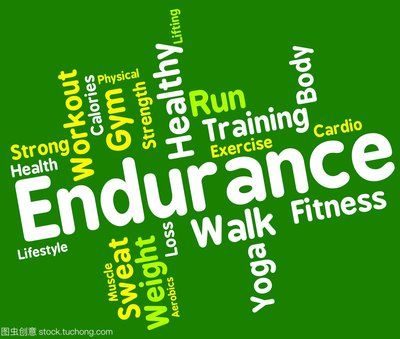 Lifting
Physical
Calories
Workout
Gym
Strength
Healthy
Run
Body
Training
Strong
Health
Exercise
Cardio
Endurance
Fitness
Walk
Lifestyle
Loss
Yoga
Muscle
Sweat
Weight
Aerobics
图虫创意 stock.tuchong.com